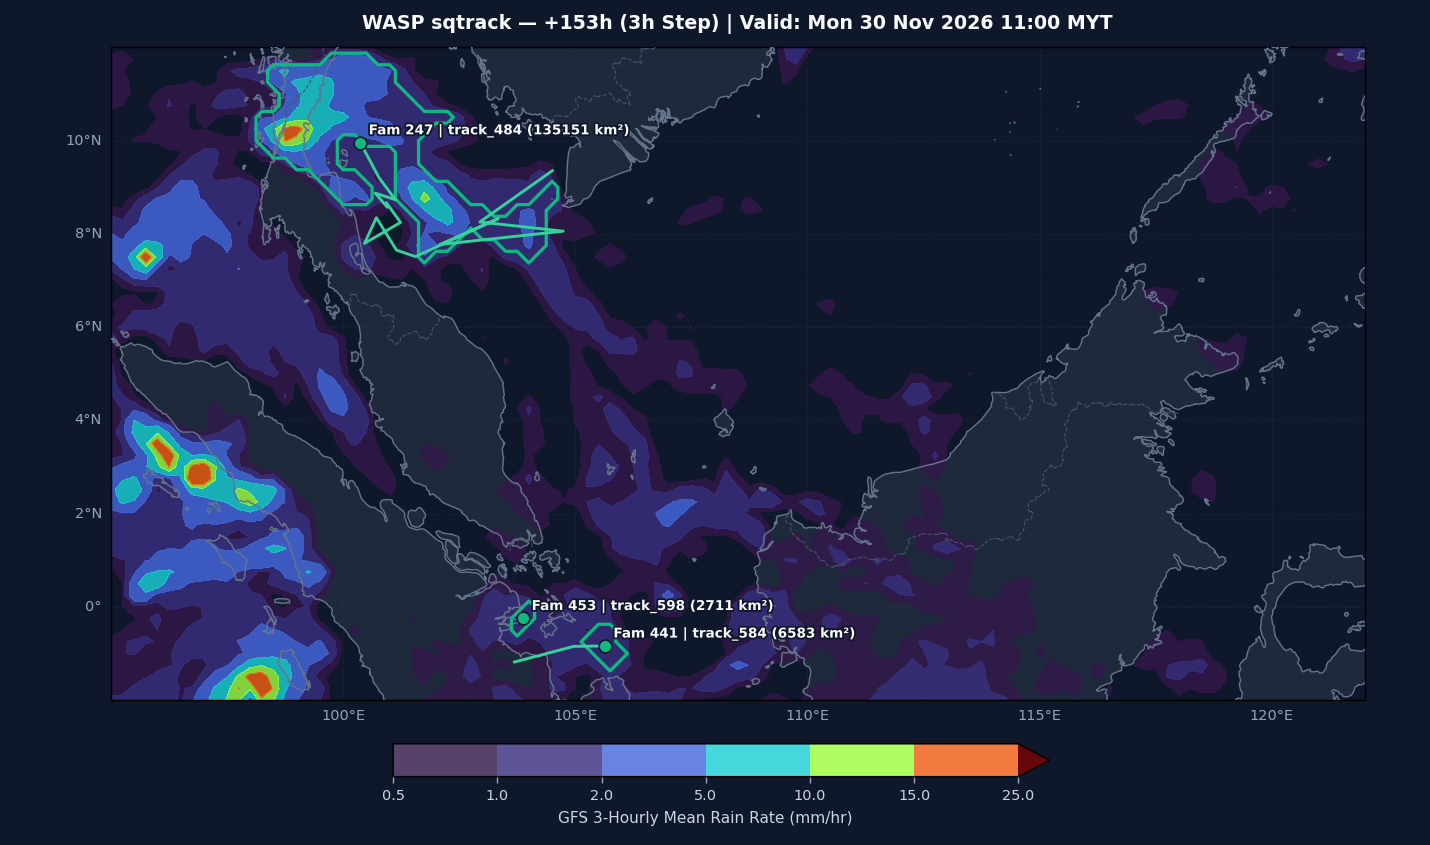 WASP sqtrack — +153h (3h Step) | Valid: Mon 30 Nov 2026 11:00 MYT
10°N
8°N
6°N
4°N
2°N
0°
Fam 247 | track_484 (135151 km²)
Fam 453 | track_598 (2711 km²)
Fam 441 | track_584 (6583 km²)
100°E 105°E 110°E 115°E 120°E
0.5 1.0 2.0 5.0 10.0 15.0 25.0
GFS 3-Hourly Mean Rain Rate (mm/hr)